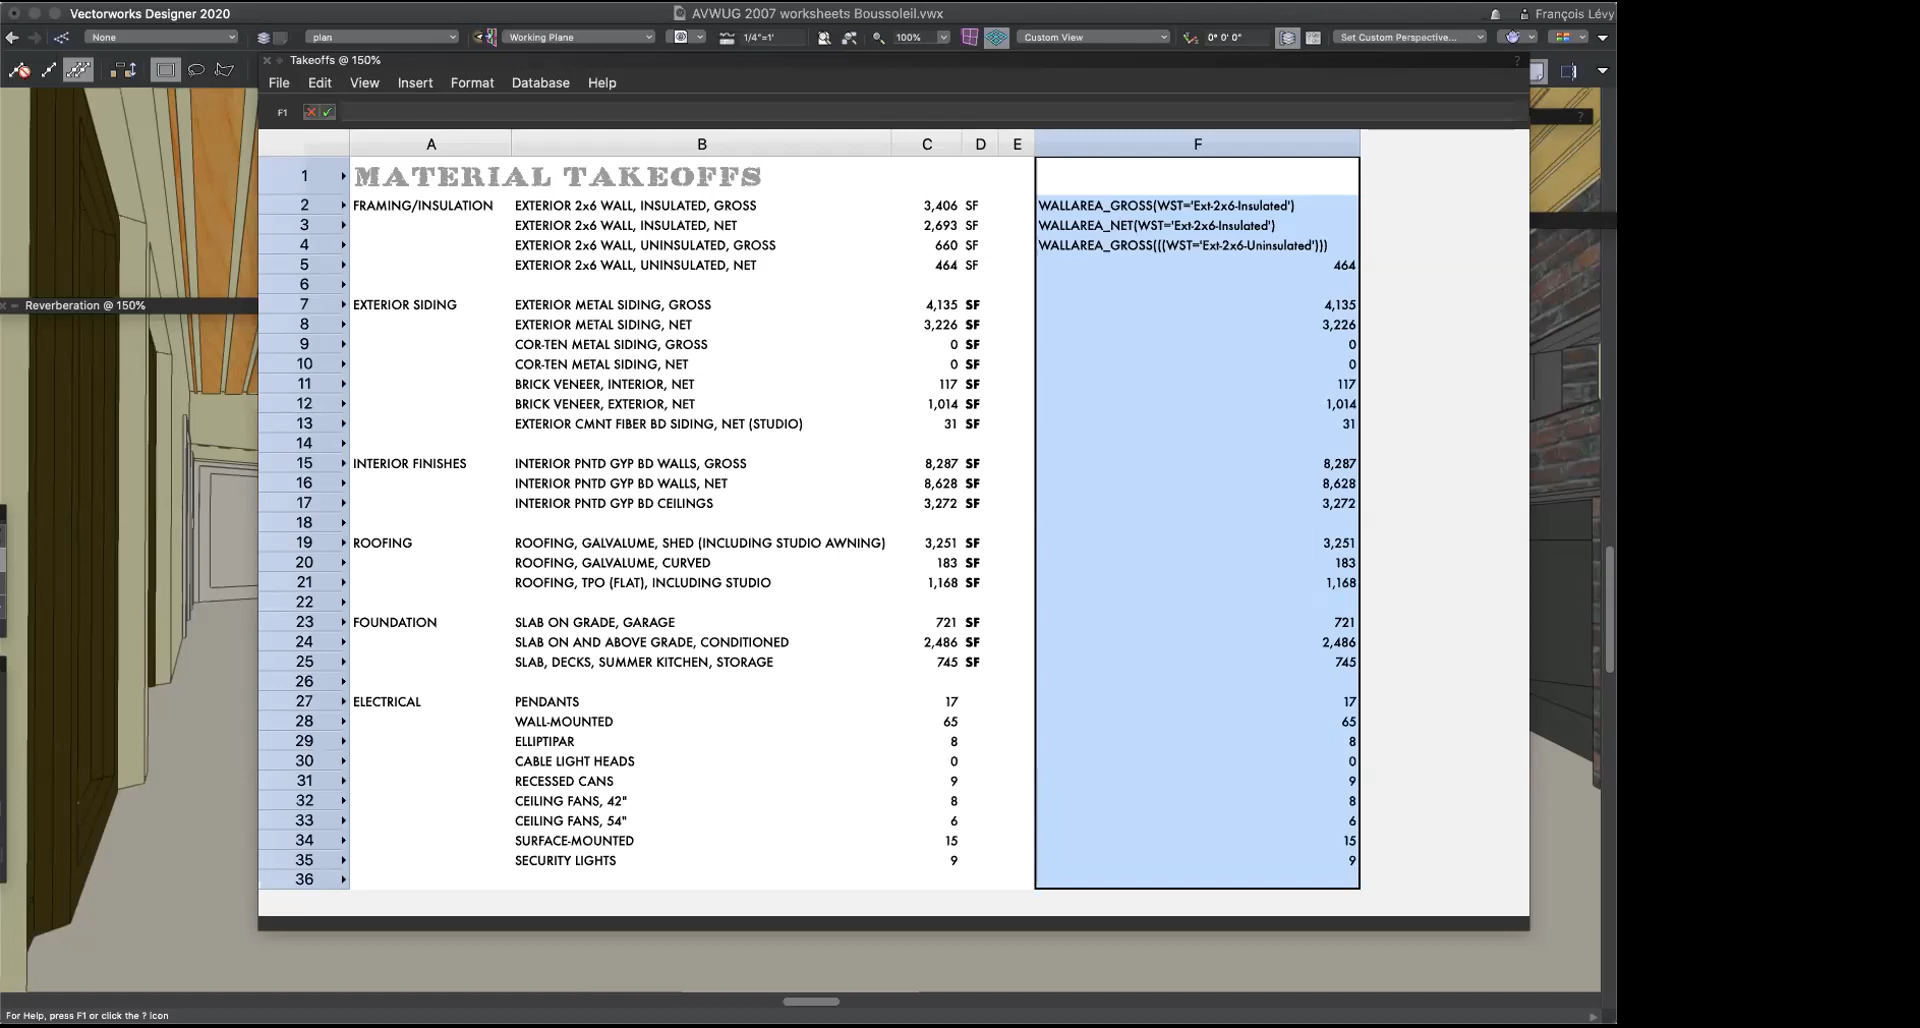 Vectorworks Designer 2020
AVWUG 2007 worksheets Boussoleil.vwx
François Lévy
None
plan
Working Plane
1/4"=1'
100%
Custom View
0° 0' 0"
Set Custom Perspective...
Takeoffs @ 150%
?
File Edit View Insert Format Database Help
F1
A B C D E F
1 MATERIAL TAKEOFFS
2 FRAMING/INSULATION EXTERIOR 2x6 WALL, INSULATED, GROSS 3,406 SF WALLAREA_GROSS(WST='Ext-2x6-Insulated')
3 EXTERIOR 2x6 WALL, INSULATED, NET 2,693 SF WALLAREA_NET(WST='Ext-2x6-Insulated')
4 EXTERIOR 2x6 WALL, UNINSULATED, GROSS 660 SF WALLAREA_GROSS(((WST='Ext-2x6-Uninsulated')))
5 EXTERIOR 2x6 WALL, UNINSULATED, NET 464 SF 464
6
7 EXTERIOR SIDING EXTERIOR METAL SIDING, GROSS 4,135 SF 4,135
8 EXTERIOR METAL SIDING, NET 3,226 SF 3,226
9 COR-TEN METAL SIDING, GROSS 0 SF 0
10 COR-TEN METAL SIDING, NET 0 SF 0
11 BRICK VENEER, INTERIOR, NET 117 SF 117
12 BRICK VENEER, EXTERIOR, NET 1,014 SF 1,014
13 EXTERIOR CMNT FIBER BD SIDING, NET (STUDIO) 31 SF 31
14
15 INTERIOR FINISHES INTERIOR PNTD GYP BD WALLS, GROSS 8,287 SF 8,287
16 INTERIOR PNTD GYP BD WALLS, NET 8,628 SF 8,628
17 INTERIOR PNTD GYP BD CEILINGS 3,272 SF 3,272
18
19 ROOFING ROOFING, GALVALUME, SHED (INCLUDING STUDIO AWNING) 3,251 SF 3,251
20 ROOFING, GALVALUME, CURVED 183 SF 183
21 ROOFING, TPO (FLAT), INCLUDING STUDIO 1,168 SF 1,168
22
23 FOUNDATION SLAB ON GRADE, GARAGE 721 SF 721
24 SLAB ON AND ABOVE GRADE, CONDITIONED 2,486 SF 2,486
25 SLAB, DECKS, SUMMER KITCHEN, STORAGE 745 SF 745
26
27 ELECTRICAL PENDANTS 17 17
28 WALL-MOUNTED 65 65
29 ELLIPTIPAR 8 8
30 CABLE LIGHT HEADS 0 0
31 RECESSED CANS 9 9
32 CEILING FANS, 42" 8 8
33 CEILING FANS, 54" 6 6
34 SURFACE-MOUNTED 15 15
35 SECURITY LIGHTS 9 9
36
Reverberation @ 150%
?
For Help, press F1 or click the ? icon